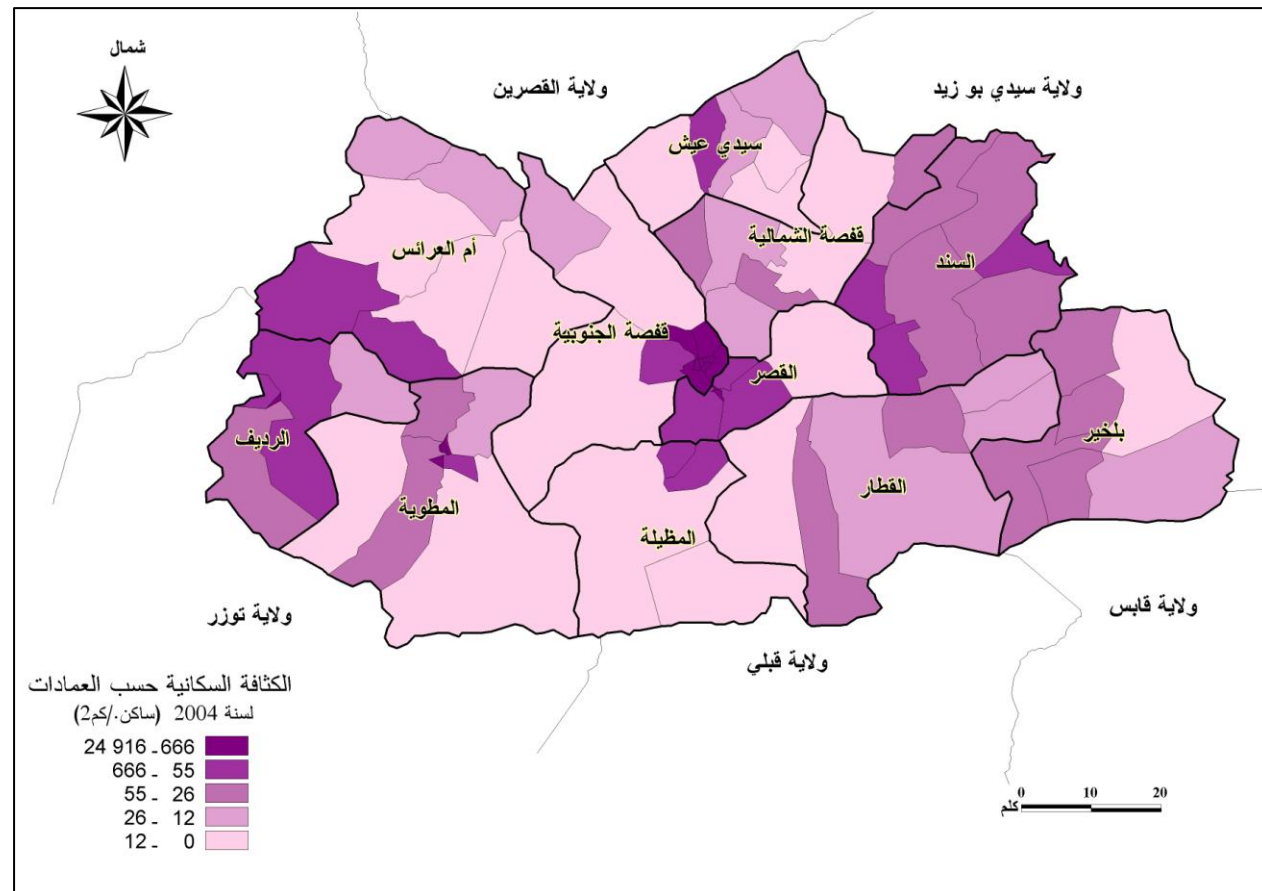 شمال
ولاية القصرين
ولاية سيدي بو زيد
سيدي عيش
قفصة الشمالية
أم العرائس
السند
قفصة الجنوبية
القصر
الرديف
بلخير
القطار
المطوية
المظيلة
ولاية توزر
ولاية قبلي
ولاية قابس
الكثافة السكانية حسب العمادات
لسنة 2004 (ساكن./كم2)
666 - 24 916
55 - 666
26 - 55
12 - 26
0 - 12
0 10 20
كلم